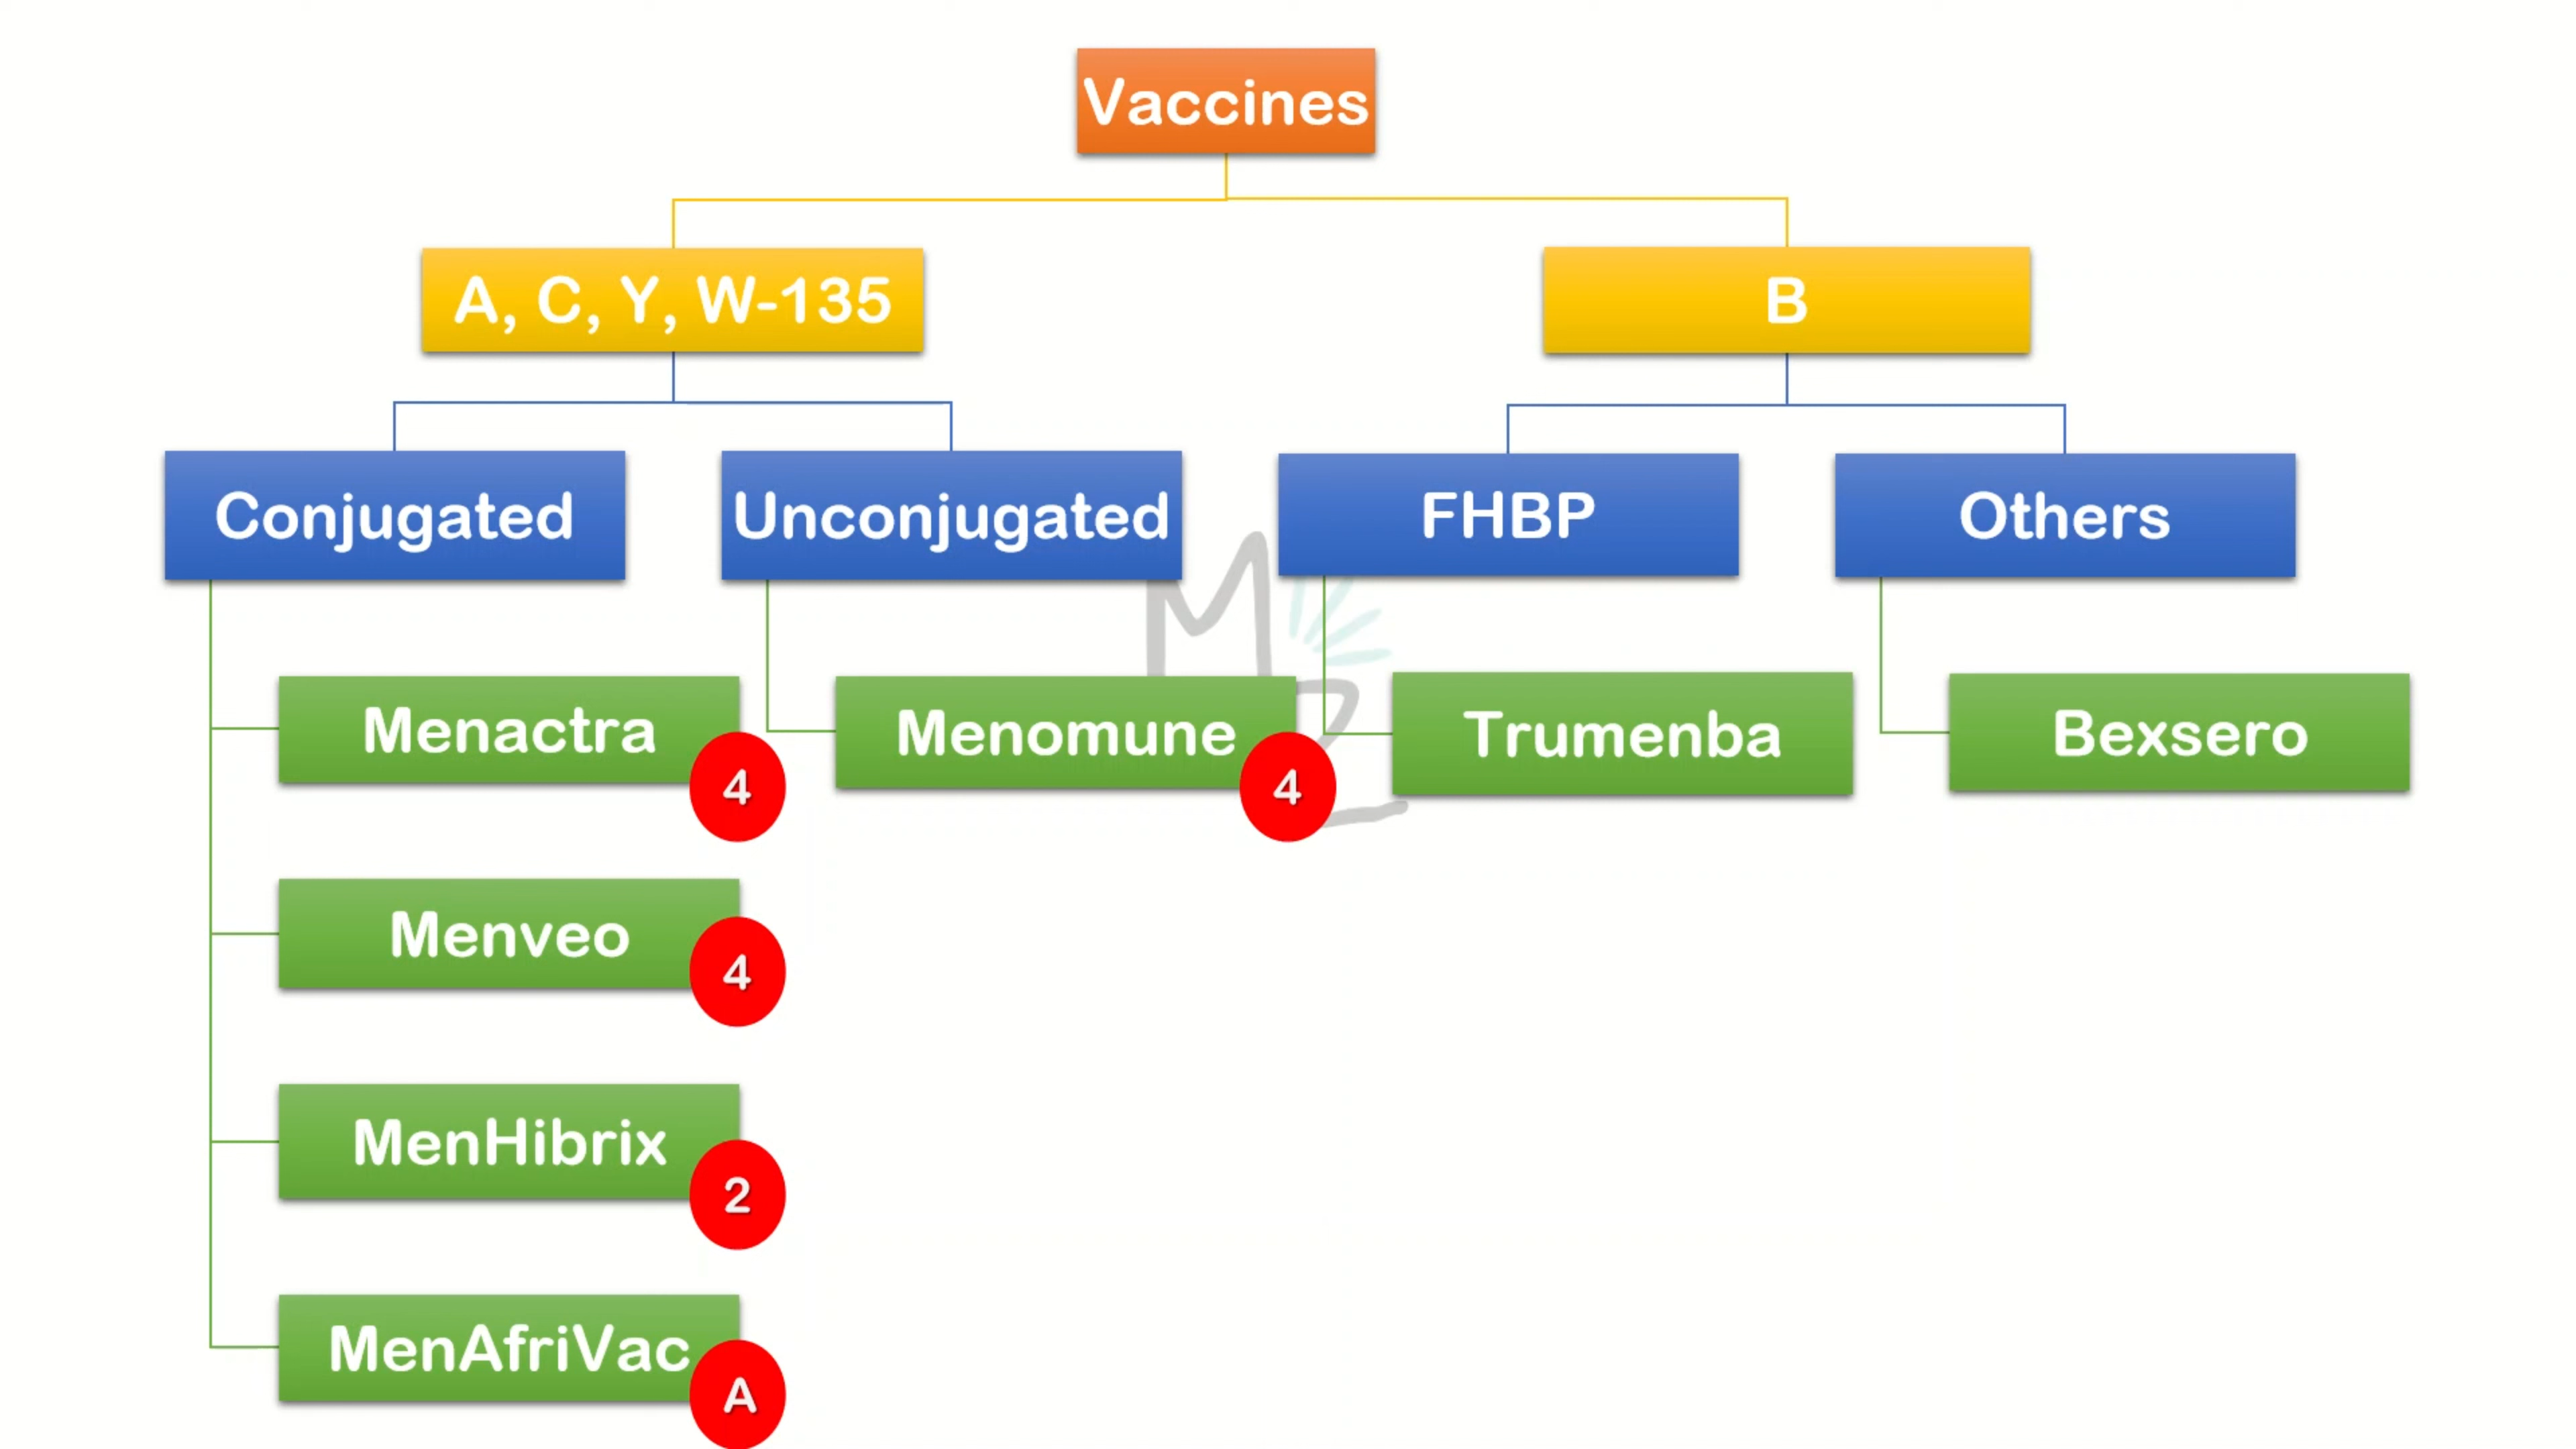 Vaccines
A, C, Y, W-135
B
Conjugated
Unconjugated
FHBP
Others
Menactra
4
Menomune
4
Trumenba
Bexsero
Menveo
4
MenHibrix
2
MenAfriVac
A